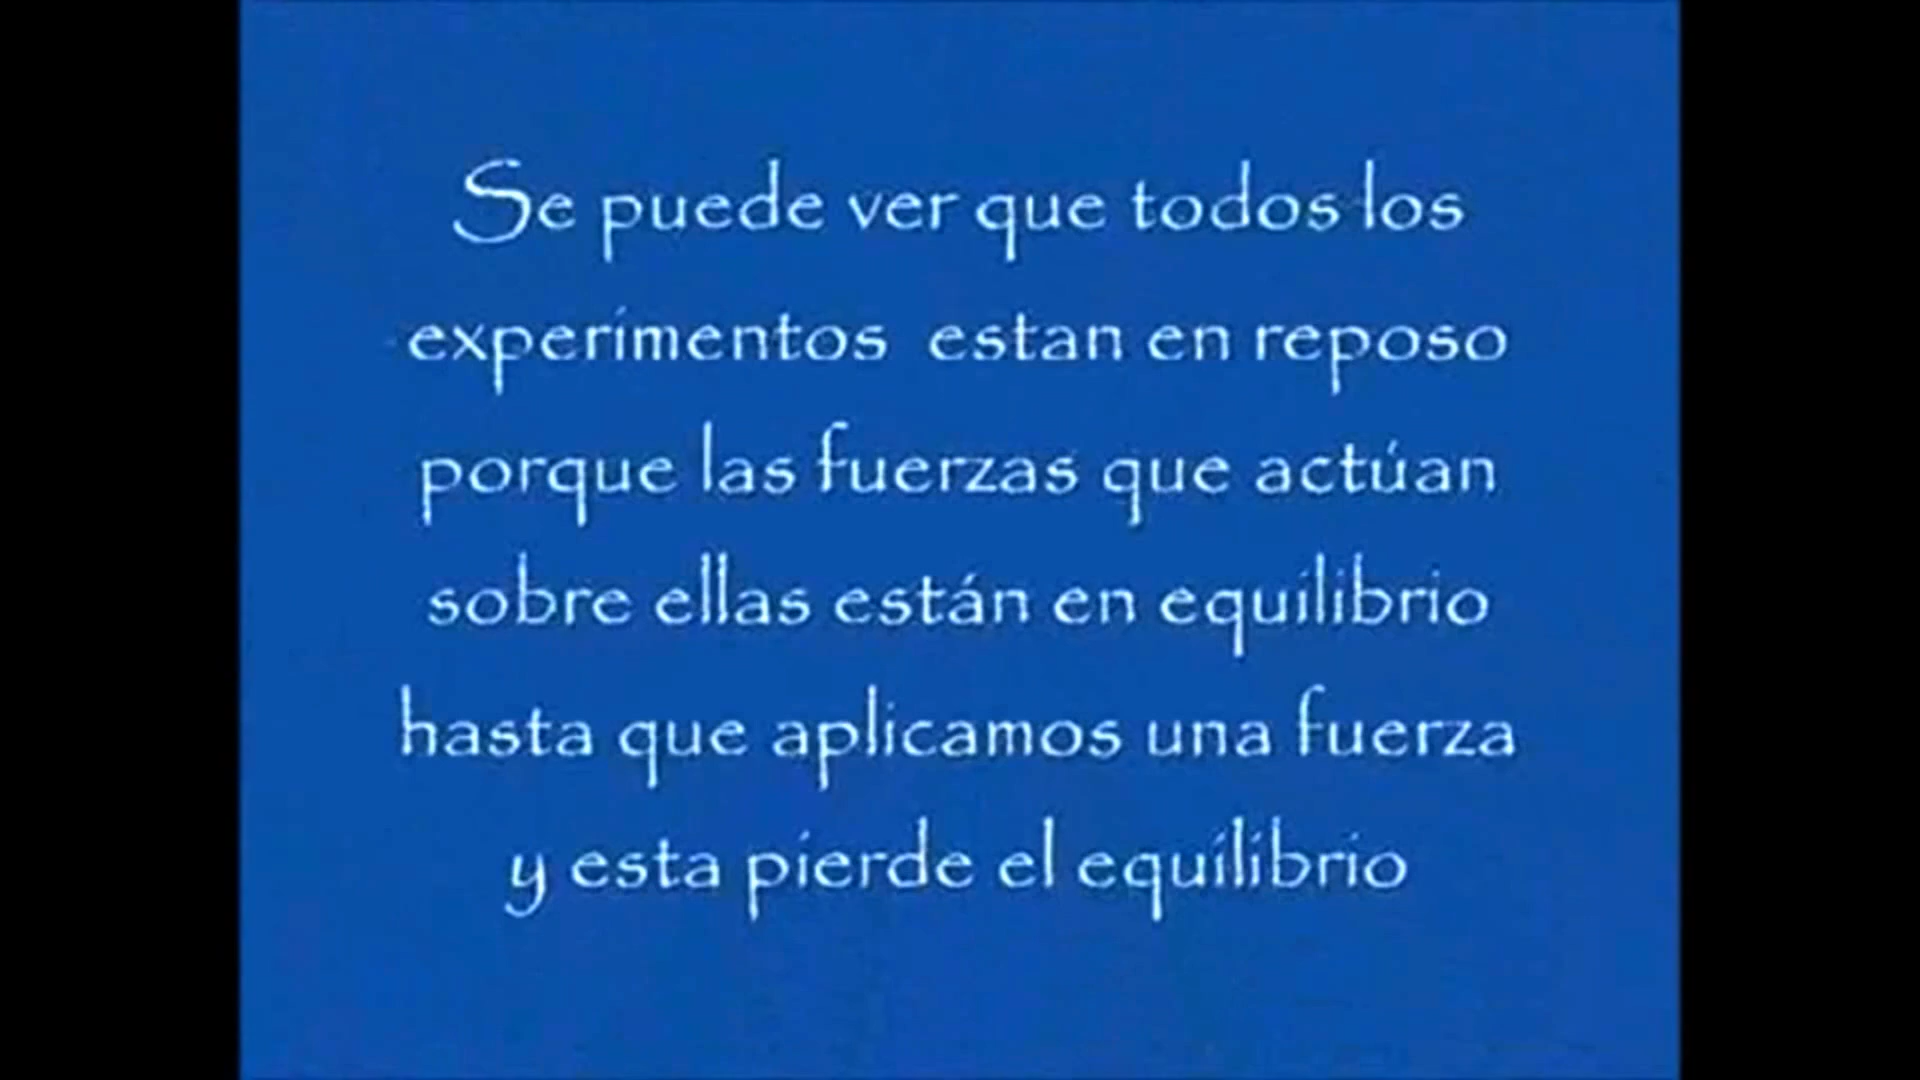 Se puede ver que todos los
experimentos estan en reposo
porque las fuerzas que actúan
sobre ellas están en equilibrio
hasta que aplicamos una fuerza
y esta pierde el equilibrio